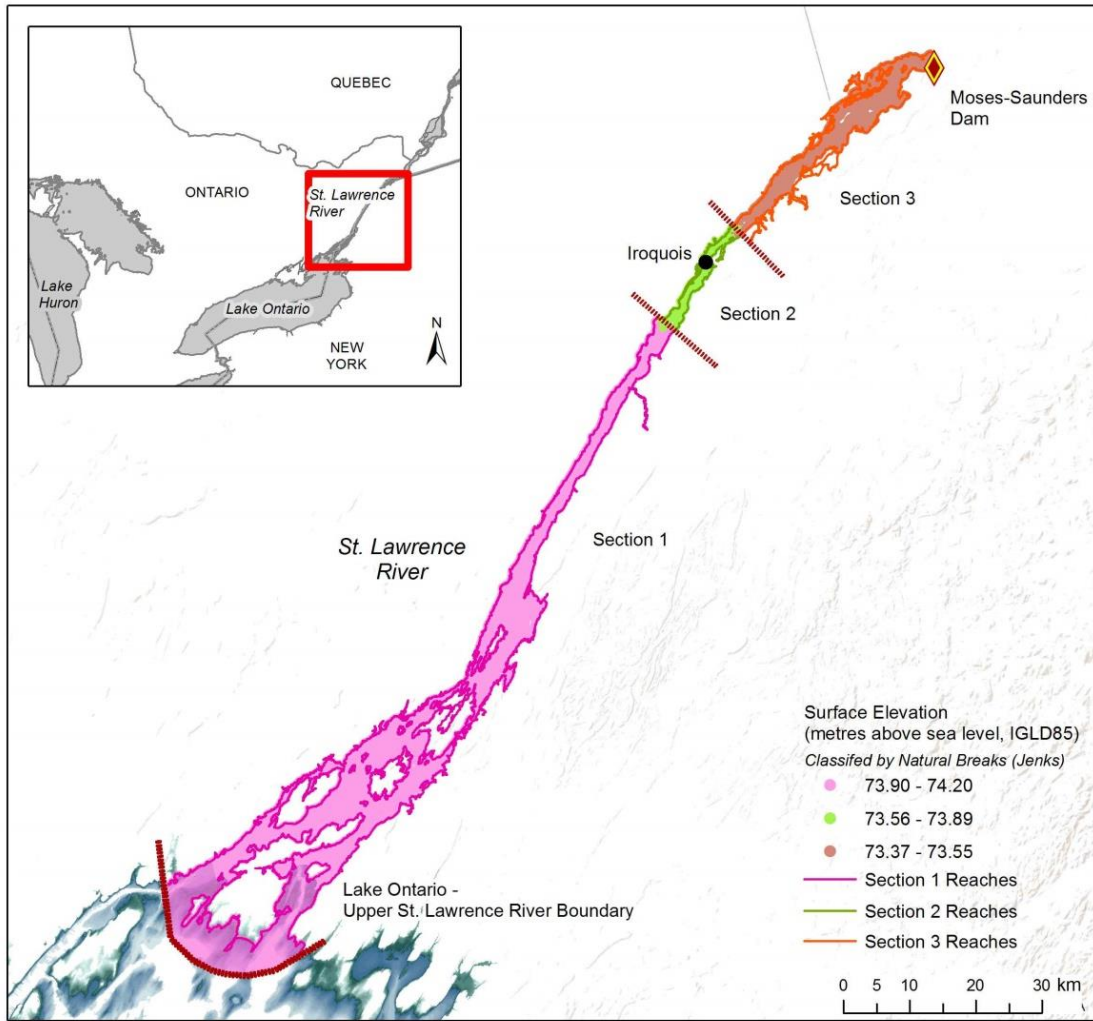 QUEBEC
ONTARIO
St. Lawrence
River
Lake
Huron
Lake Ontario
NEW
YORK
N
Moses-Saunders
Dam
Section 3
Iroquois
Section 2
Section 1
St. Lawrence
River
Lake Ontario -
Upper St. Lawrence River Boundary
Surface Elevation
(metres above sea level, IGLD85)
Classifed by Natural Breaks (Jenks)
73.90 - 74.20
73.56 - 73.89
73.37 - 73.55
Section 1 Reaches
Section 2 Reaches
Section 3 Reaches
0 5 10 20 30 km